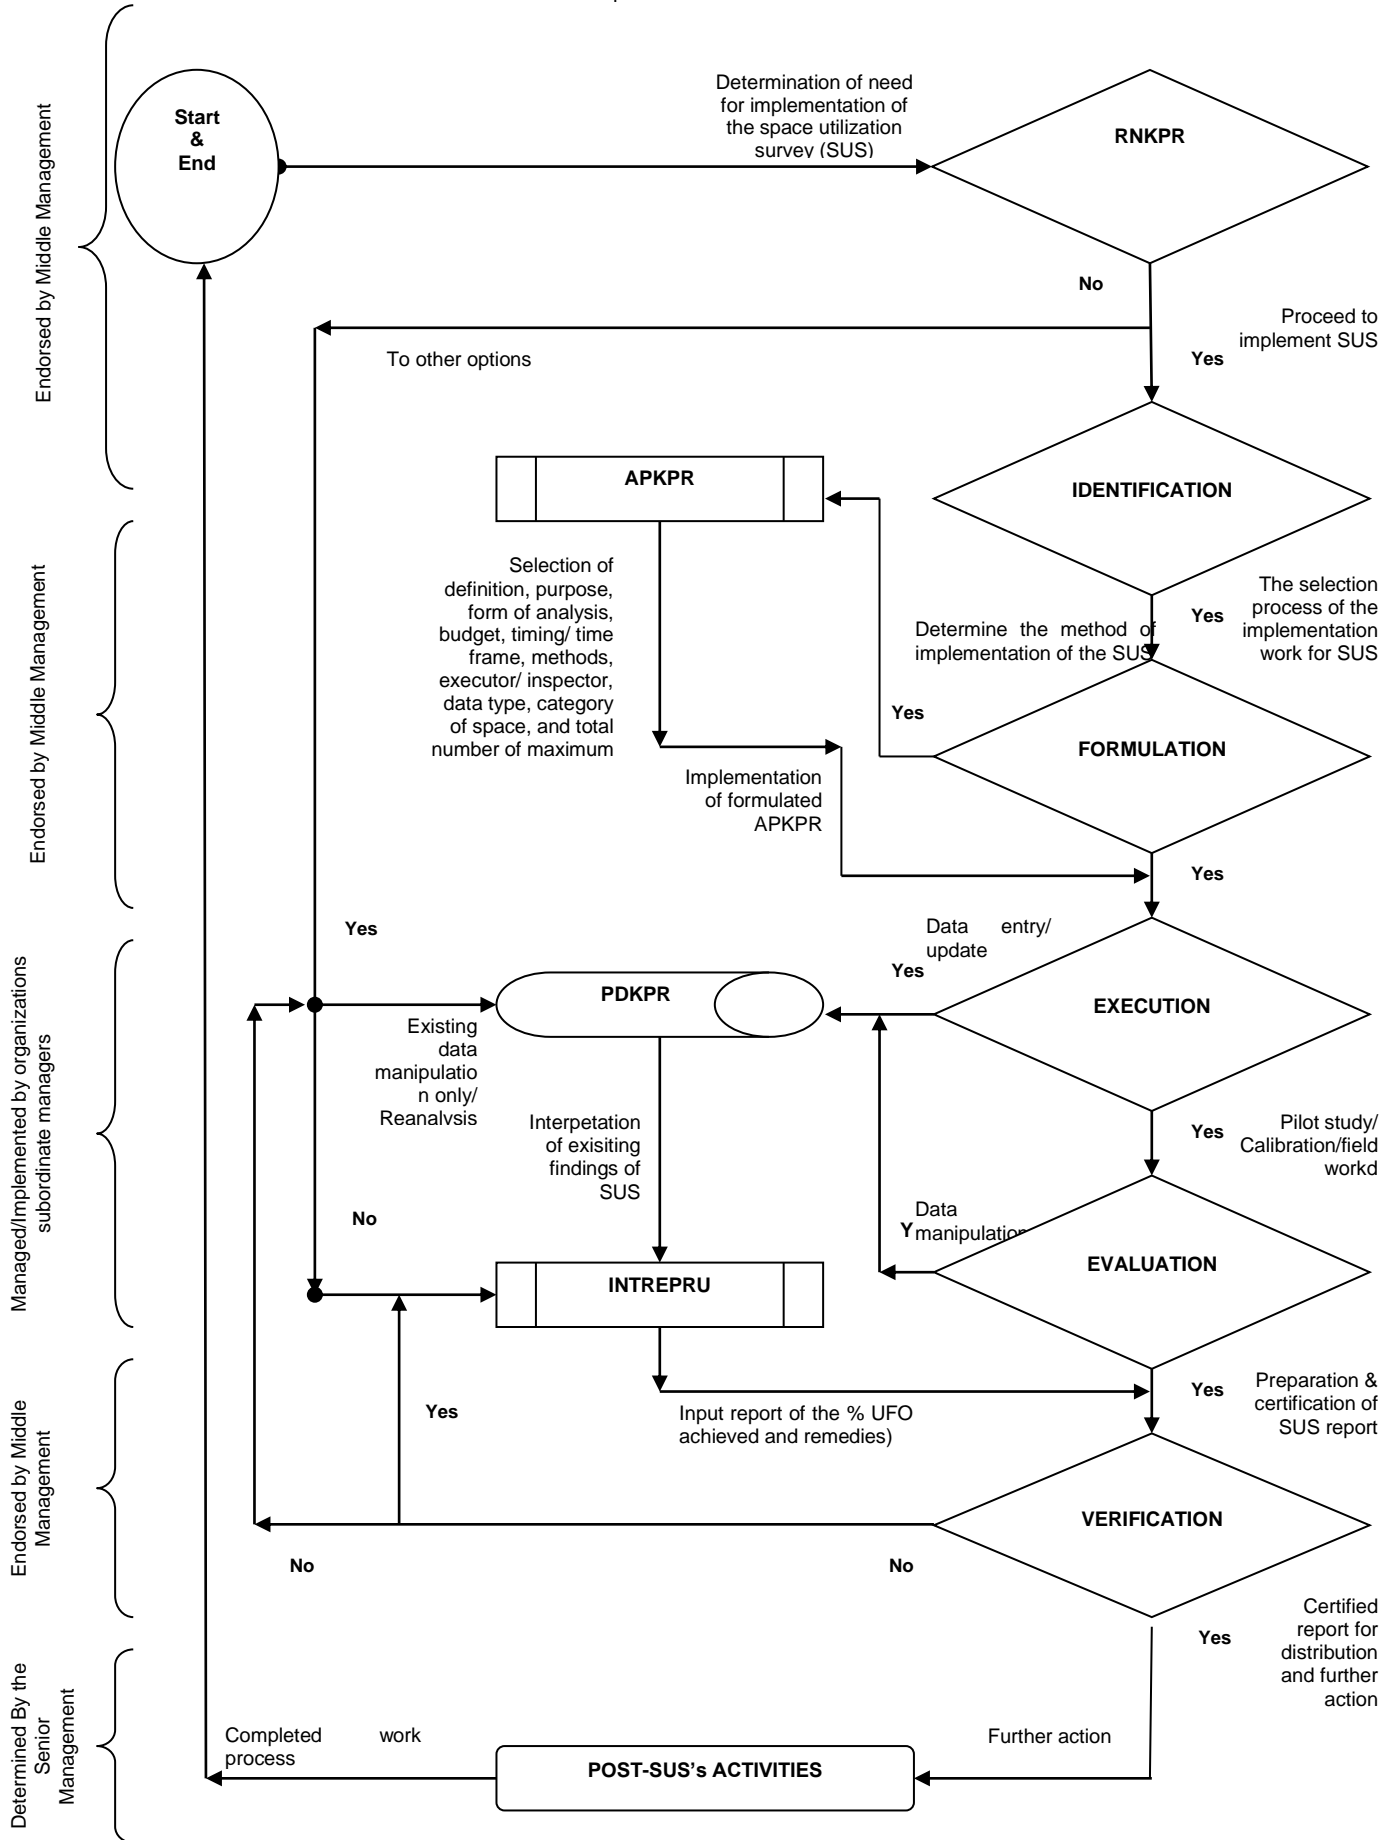 Start
&
End
Determination of need
for implementation of
the space utilization
survey (SUS)
RNKPR
Endorsed by Middle Management
No
Proceed to
implement SUS
Yes
To other options
APKPR
IDENTIFICATION
Selection of
definition, purpose,
form of analysis,
budget, timing/ time
frame, methods,
executor/ inspector,
data type, category
of space, and total
number of maximum
The selection
process of the
implementation
work for SUS
Yes
Determine the method of
implementation of the SUS
Yes
FORMULATION
Endorsed by Middle Management
Implementation
of formulated
APKPR
Yes
Yes
Data entry/
update
Yes
PDKPR
EXECUTION
Existing
data
manipulatio
n only/
Reanalysis
Managed/Implemented by organizations
subordinate managers
Interpetation
of exisiting
findings of
SUS
Yes
Pilot study/
Calibration/field
workd
No
Data
Y manipulation
EVALUATION
INTREPRU
Yes
Preparation &
certification of
SUS report
Yes
Input report of the % UFO
achieved and remedies)
Endorsed by Middle
Management
VERIFICATION
No
No
Certified
report for
distribution
and further
action
Yes
Determined By the
Senior
Management
Completed work
process
Further action
POST-SUS's ACTIVITIES